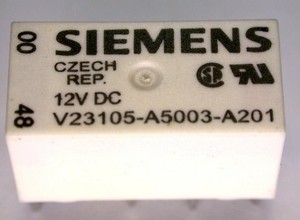 00 48
SIEMENS
CZECH
REP.
12V DC
V23105-A5003-A201